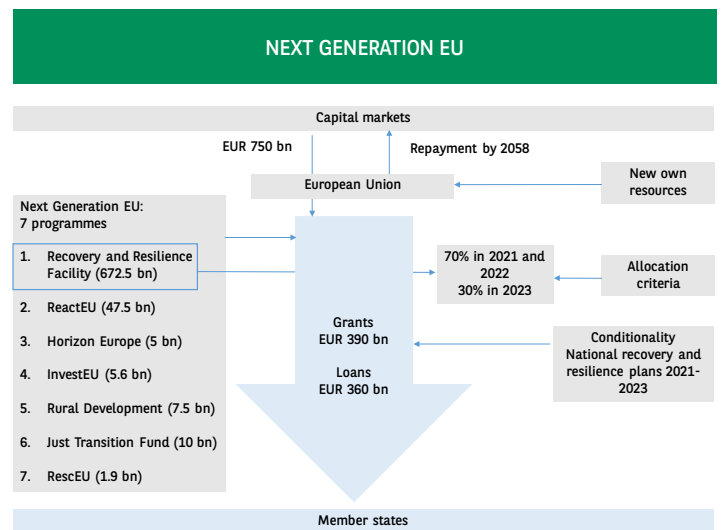 NEXT GENERATION EU
Capital markets
EUR 750 bn
Repayment by 2058
European Union
New own
resources
Next Generation EU:
7 programmes
1. Recovery and Resilience
Facility (672.5 bn)
2. ReactEU (47.5 bn)
3. Horizon Europe (5 bn)
4. InvestEU (5.6 bn)
5. Rural Development (7.5 bn)
6. Just Transition Fund (10 bn)
7. RescEU (1.9 bn)
70% in 2021 and
2022
30% in 2023
Allocation
criteria
Grants
EUR 390 bn
Loans
EUR 360 bn
Conditionality
National recovery and
resilience plans 2021-
2023
Member states